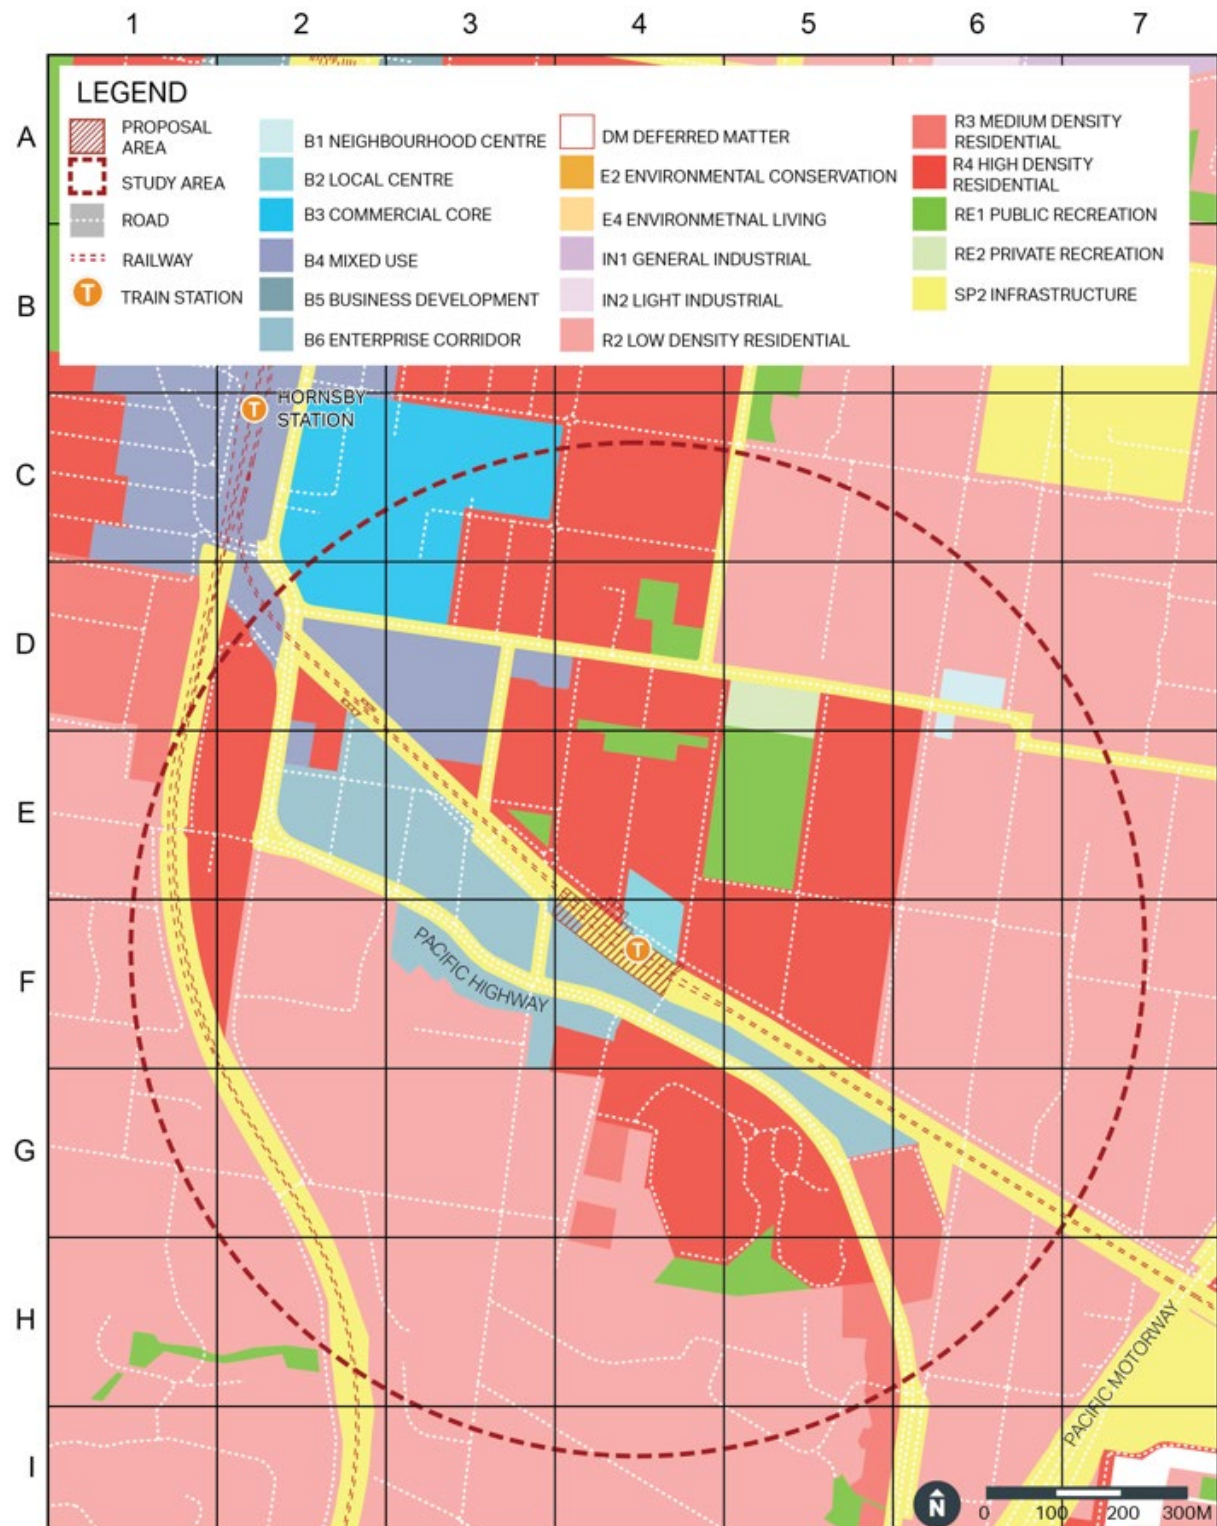 1 2 3 4 5 6 7
A
B
C
D
E
F
G
H
I
LEGEND
PROPOSAL
AREA
STUDY AREA
ROAD
RAILWAY
T
TRAIN STATION
B1 NEIGHBOURHOOD CENTRE
B2 LOCAL CENTRE
B3 COMMERCIAL CORE
B4 MIXED USE
B5 BUSINESS DEVELOPMENT
B6 ENTERPRISE CORRIDOR
DM DEFERRED MATTER
E2 ENVIRONMENTAL CONSERVATION
E4 ENVIRONMETNAL LIVING
IN1 GENERAL INDUSTRIAL
IN2 LIGHT INDUSTRIAL
R2 LOW DENSITY RESIDENTIAL
R3 MEDIUM DENSITY
RESIDENTIAL
R4 HIGH DENSITY
RESIDENTIAL
RE1 PUBLIC RECREATION
RE2 PRIVATE RECREATION
SP2 INFRASTRUCTURE
T
HORNSBY
STATION
T
PACIFIC HIGHWAY
PACIFIC MOTORWAY
N
0 100 200 300M